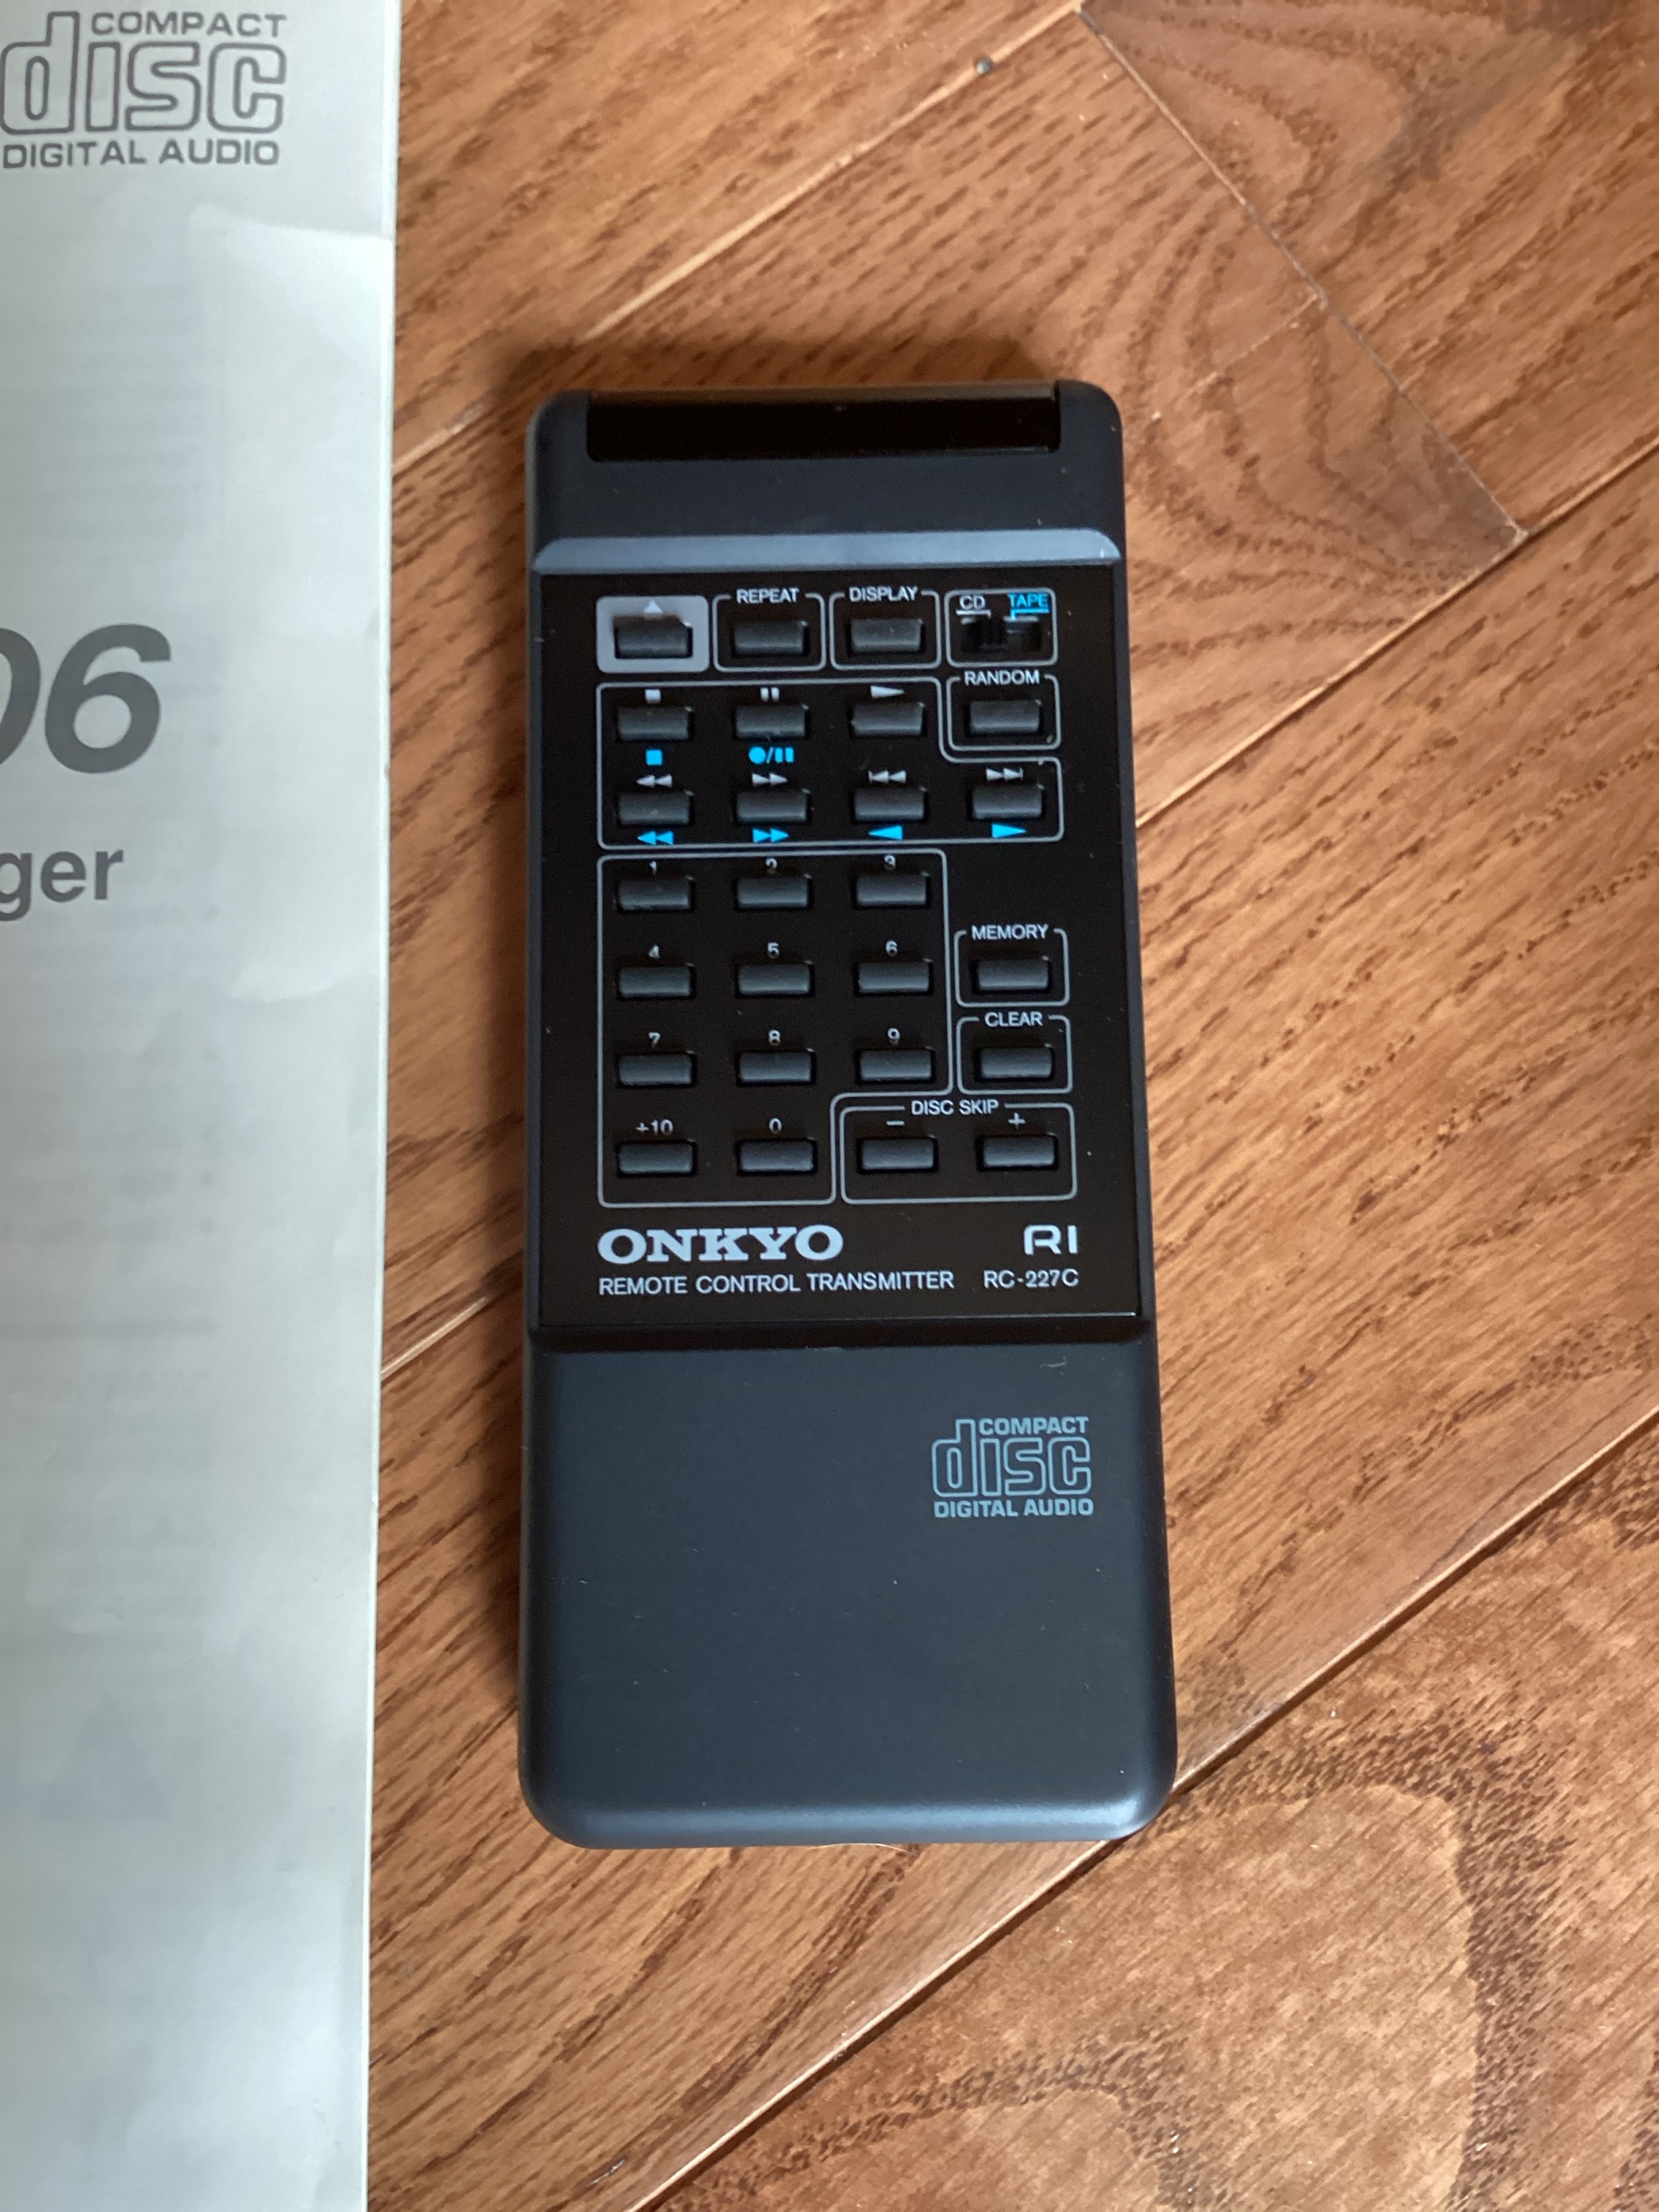 COMPACT
disc
DIGITAL AUDIO
06
ger
REPEAT
DISPLAY
CD TAPE
RANDOM
1 2 3
MEMORY
4 5 6
CLEAR
7 8 9
DISC SKIP
+10 0 − +
ONKYO RI
REMOTE CONTROL TRANSMITTER RC-227C
COMPACT
disc
DIGITAL AUDIO